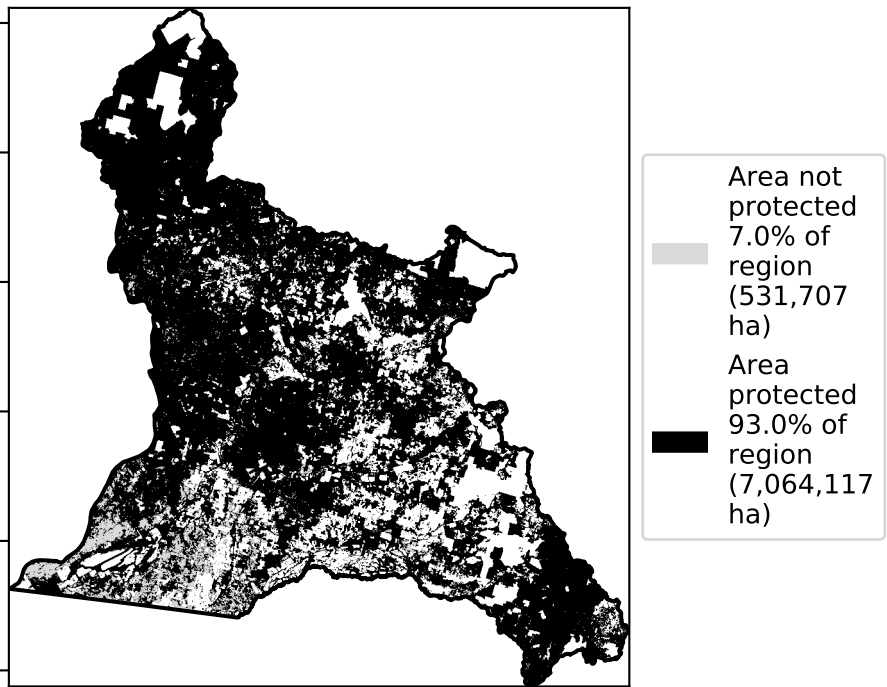 Area not
protected
7.0% of
region
(531,707
ha)
Area
protected
93.0% of
region
(7,064,117
ha)